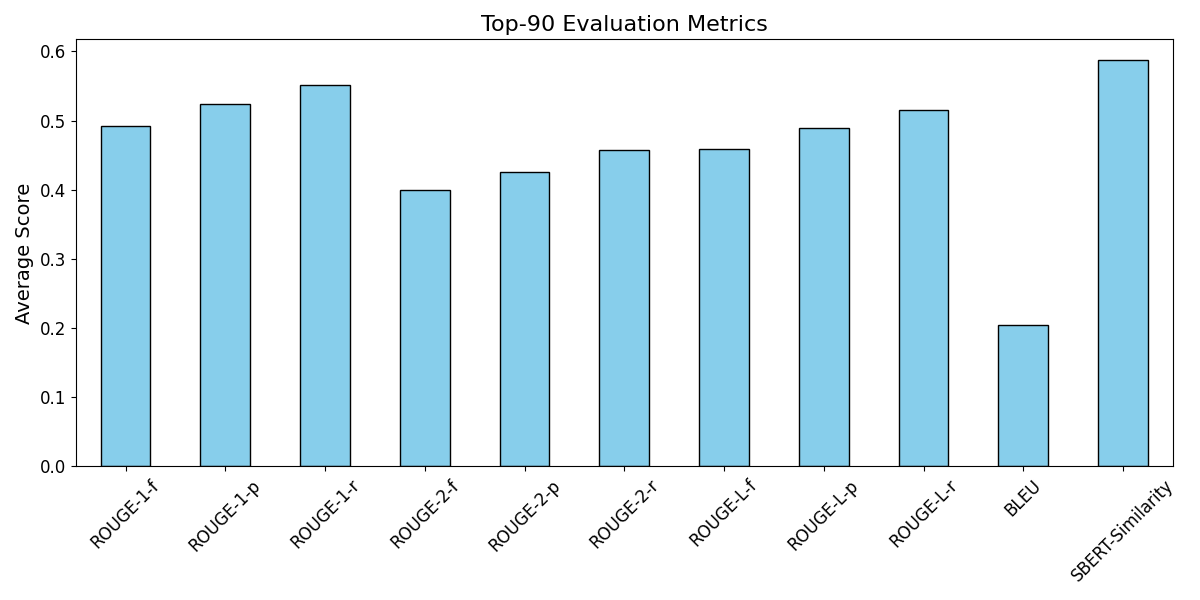 Top-90 Evaluation Metrics
Average Score
0.6
0.5
0.4
0.3
0.2
0.1
0.0
ROUGE-1-f
ROUGE-1-p
ROUGE-1-r
ROUGE-2-f
ROUGE-2-p
ROUGE-2-r
ROUGE-L-f
ROUGE-L-p
ROUGE-L-r
BLEU
SBERT-Similarity